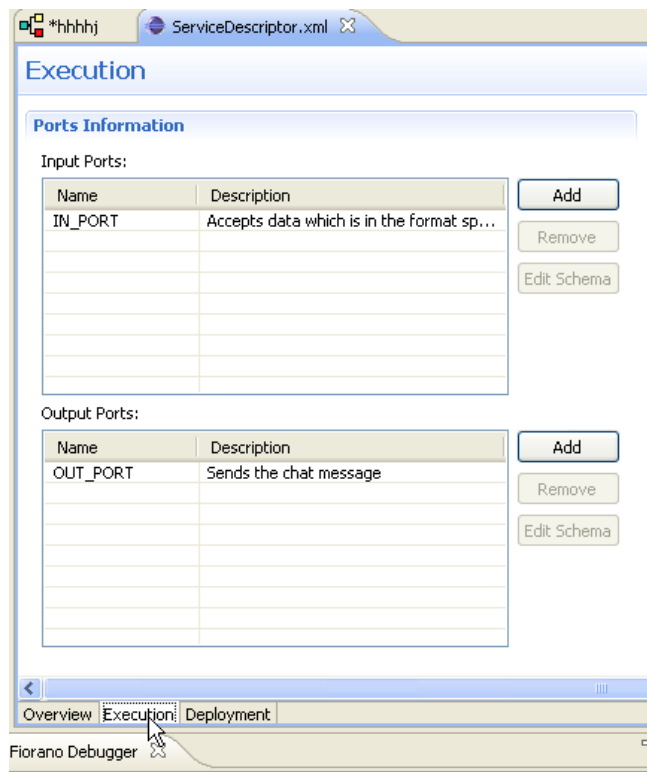 *hhhhj ServiceDescriptor.xml
Execution
Ports Information
Input Ports:
Name Description
IN_PORT Accepts data which is in the format sp...
Add
Remove
Edit Schema
Output Ports:
Name Description
OUT_PORT Sends the chat message
Add
Remove
Edit Schema
Overview Execution Deployment
Fiorano Debugger